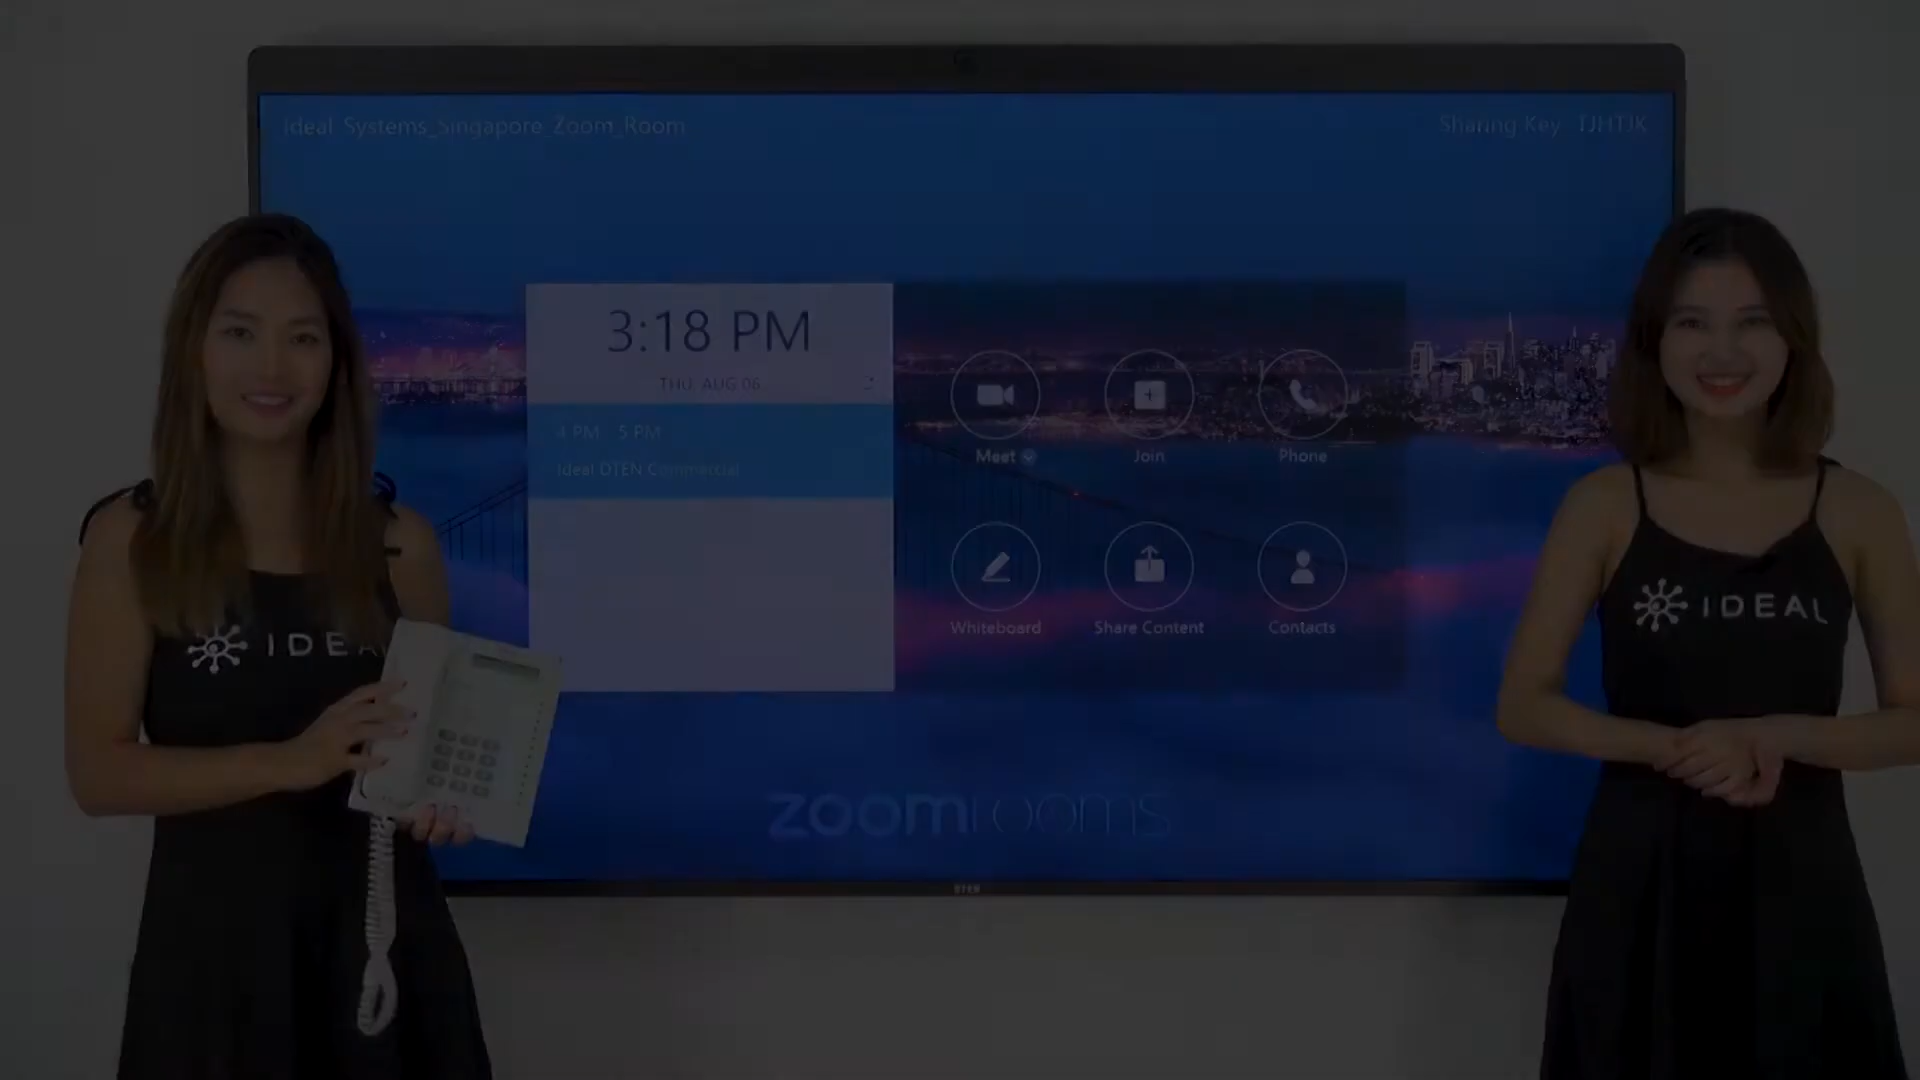 Ideal_Systems_Singapore_Zoom_Room
Sharing Key TJHTJK
3:18 PM
THU, AUG 06
4 PM - 5 PM
Ideal DTEN Commercial
Meet
Join
Phone
Whiteboard
Share Content
Contacts
IDEAL
IDEAL
zoomrooms
DTEN